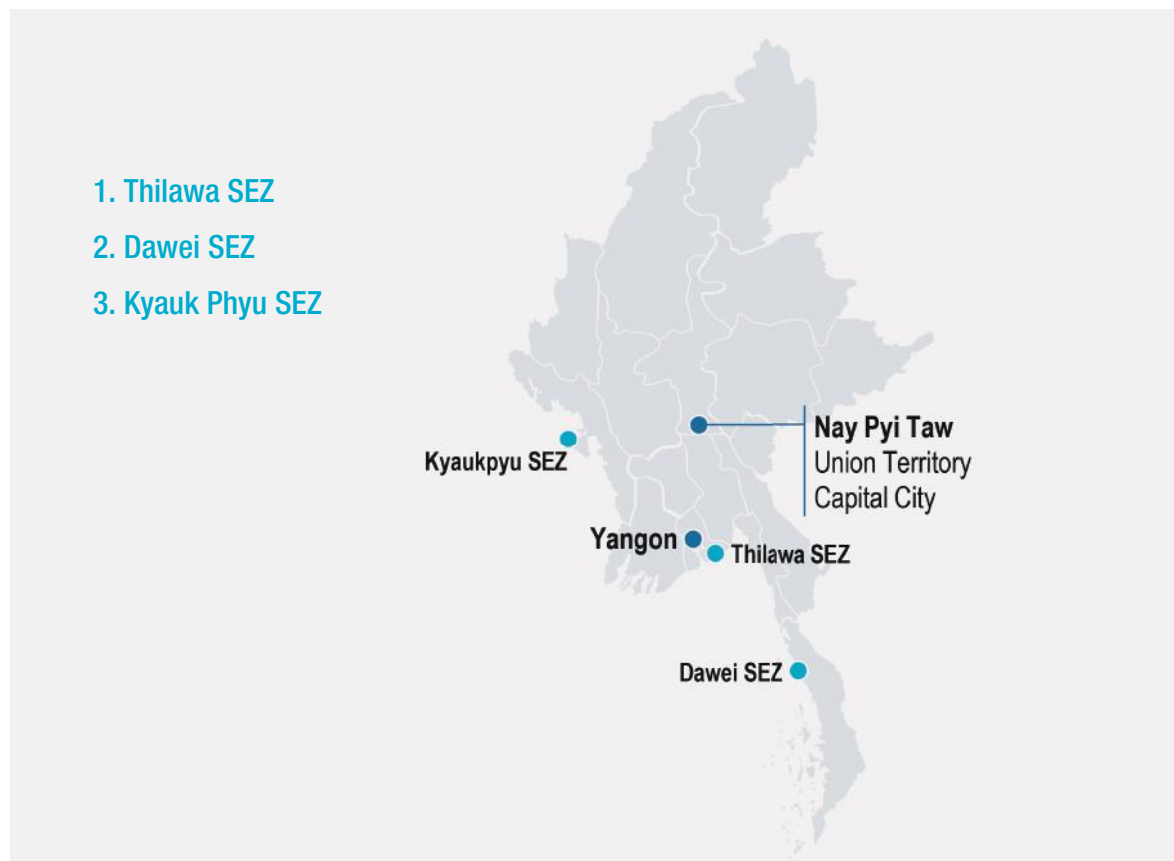 1. Thilawa SEZ
2. Dawei SEZ
3. Kyauk Phyu SEZ
Nay Pyi Taw
Union Territory
Capital City
Kyaukpyu SEZ
Yangon
Thilawa SEZ
Dawei SEZ